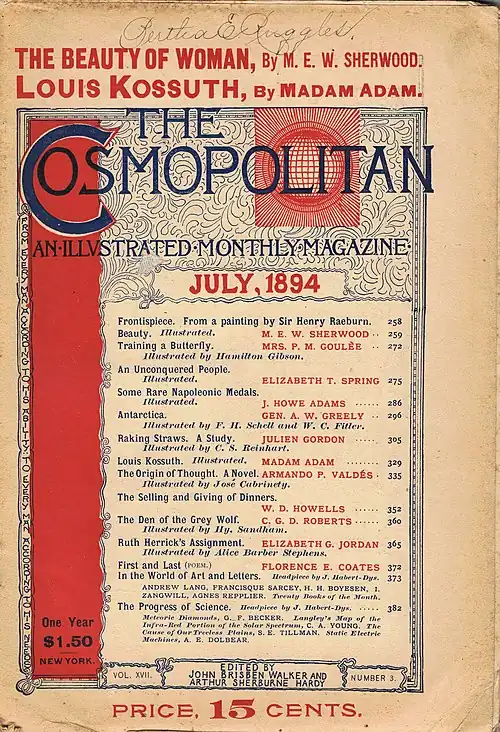 Bertha E Ruggles.
THE BEAUTY OF WOMAN, By M. E. W. SHERWOOD.
LOUIS KOSSUTH, BY MADAM ADAM.
THE
COSMOPOLITAN
AN·ILLVSTRATED·MONTHLY·MAGAZINE·
JULY, 1894
Frontispiece. From a painting by Sir Henry Raeburn. 258
Beauty. Illustrated. M. E. W. SHERWOOD ·· 259
Training a Butterfly. MRS. P. M. GOULÈE ·· 272
Illustrated by Hamilton Gibson.
An Unconquered People.
Illustrated. ELIZABETH T. SPRING 275
Some Rare Napoleonic Medals.
Illustrated. J. HOWE ADAMS ······ 286
Antarctica. GEN. A. W. GREELY ·· 296
Illustrated by F. H. Schell and W. C. Fitler.
Raking Straws. A Study. JULIEN GORDON ····· 305
Illustrated by C. S. Reinhart.
Louis Kossuth. Illustrated. MADAM ADAM ········ 329
The Origin of Thought. A Novel. ARMANDO P. VALDÉS · 335
Illustrated by José Cabrinety.
The Selling and Giving of Dinners.
W. D. HOWELLS ····· 352
The Den of the Grey Wolf. C. G. D. ROBERTS ····· 360
Illustrated by Hy. Sandham.
Ruth Herrick's Assignment. ELIZABETH G. JORDAN 365
Illustrated by Alice Barber Stephens.
First and Last (POEM.) FLORENCE E. COATES 372
In the World of Art and Letters. Headpiece by J. Habert-Dys. 373
ANDREW LANG, FRANCISQUE SARCEY, H. H. BOYESEN, I.
ZANGWILL, AGNES REPPLIER. Twenty Books of the Month.
The Progress of Science. Headpiece by J. Habert-Dys. ····· 382
Meteoric Diamonds, G. F. BECKER. Langley's Map of the
Infra-Red Portion of the Solar Spectrum, C. A. YOUNG. The
Cause of Our Treeless Plains, S. E. TILLMAN. Static Electric
Machines, A. E. DOLBEAR.
FROM EVERY MAN ACCORDING TO HIS ABILITY: TO EVERY MAN ACCORDING TO HIS NEEDS
One Year
$1.50
NEW YORK.
VOL. XVII.
EDITED BY
JOHN BRISBEN WALKER AND
ARTHUR SHERBURNE HARDY
NUMBER 3.
PRICE, 15 CENTS.